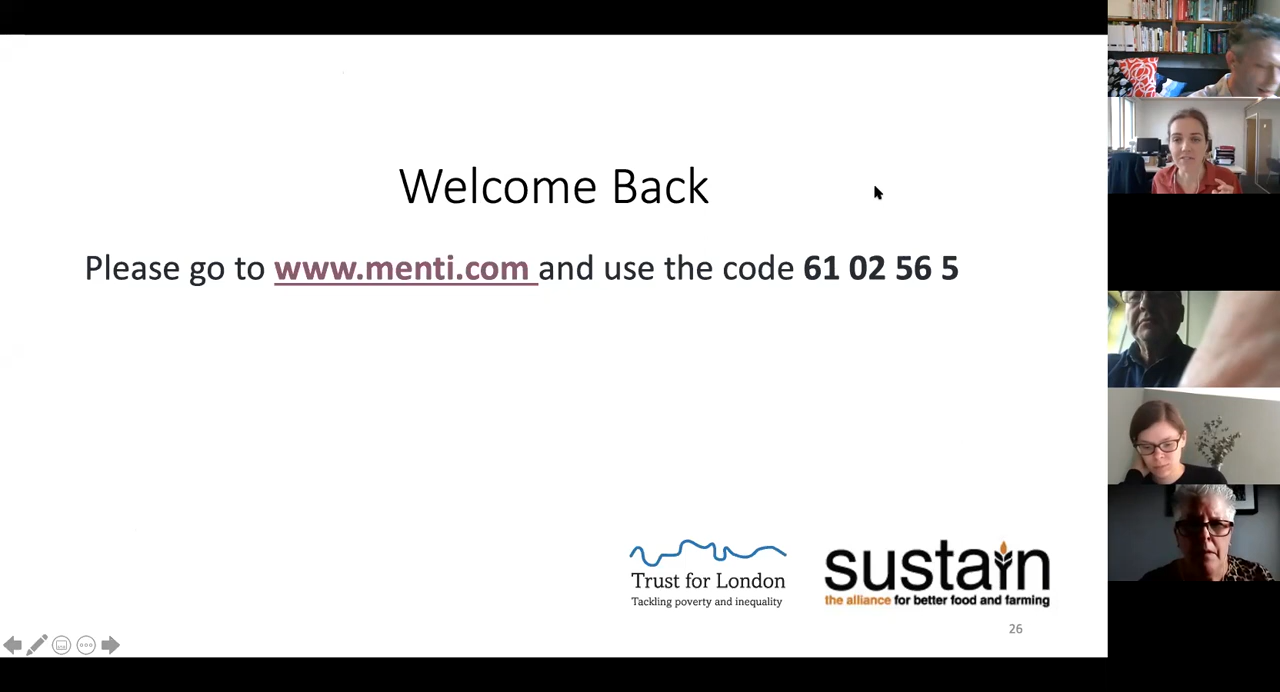 Welcome Back
Please go to www.menti.com and use the code 61 02 56 5
Trust for London
Tackling poverty and inequality
sustain
the alliance for better food and farming
26